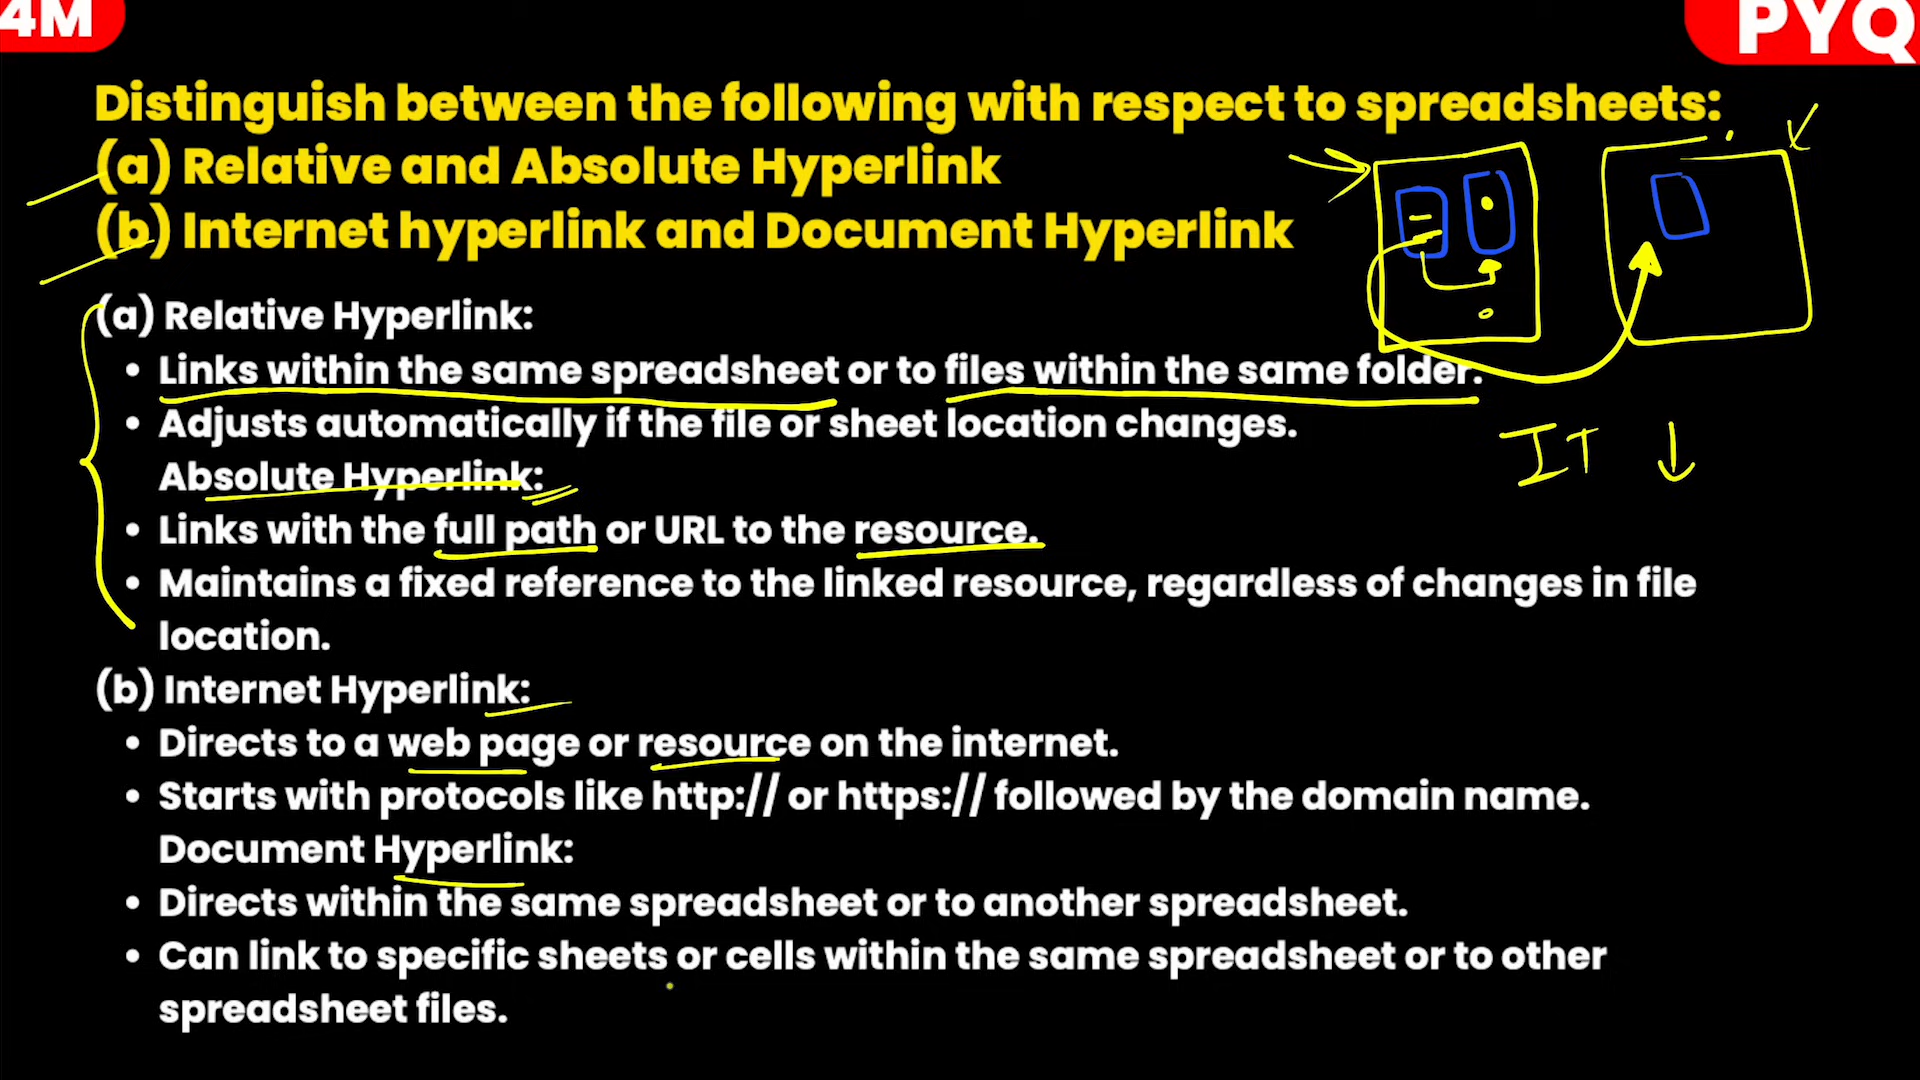 4M
PYQ
Distinguish between the following with respect to spreadsheets:
(a) Relative and Absolute Hyperlink
(b) Internet hyperlink and Document Hyperlink
(a) Relative Hyperlink:
• Links within the same spreadsheet or to files within the same folder.
• Adjusts automatically if the file or sheet location changes.
IT
Absolute Hyperlink:
• Links with the full path or URL to the resource.
• Maintains a fixed reference to the linked resource, regardless of changes in file
location.
(b) Internet Hyperlink:
• Directs to a web page or resource on the internet.
• Starts with protocols like http:// or https:// followed by the domain name.
Document Hyperlink:
• Directs within the same spreadsheet or to another spreadsheet.
• Can link to specific sheets or cells within the same spreadsheet or to other
spreadsheet files.